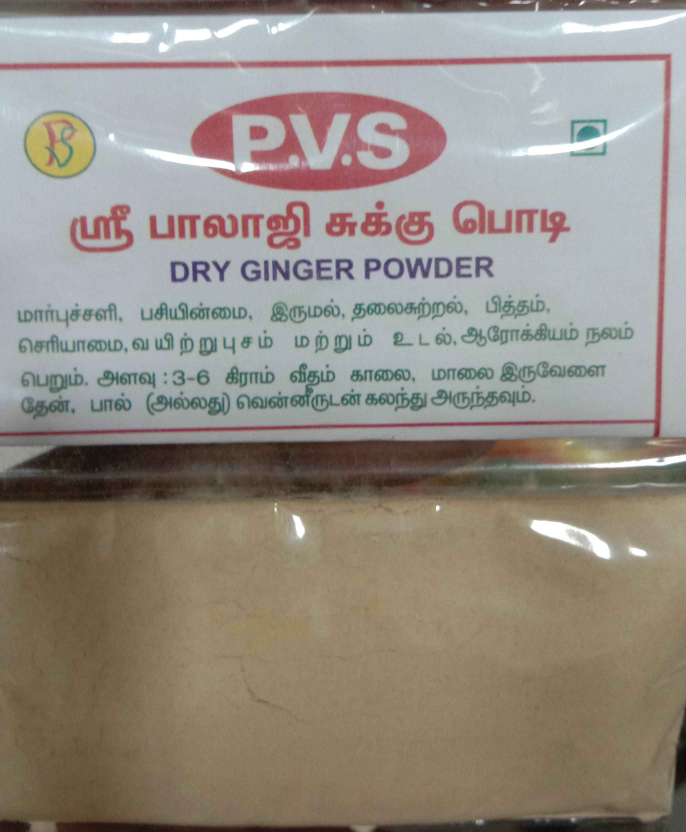 P.V.S
ஸ்ரீ பாலாஜி சுக்கு பொடி
DRY GINGER POWDER
மார்புச்சளி, பசியின்மை, இருமல், தலைசுற்றல், பித்தம்,
செரியாமை, வயிற்றுபுசம் மற்றும் உடல், ஆரோக்கியம் நலம்
பெறும். அளவு : 3-6 கிராம் வீதம் காலை, மாலை இருவேளை
தேன், பால் (அல்லது) வென்னீருடன் கலந்து அருந்தவும்.